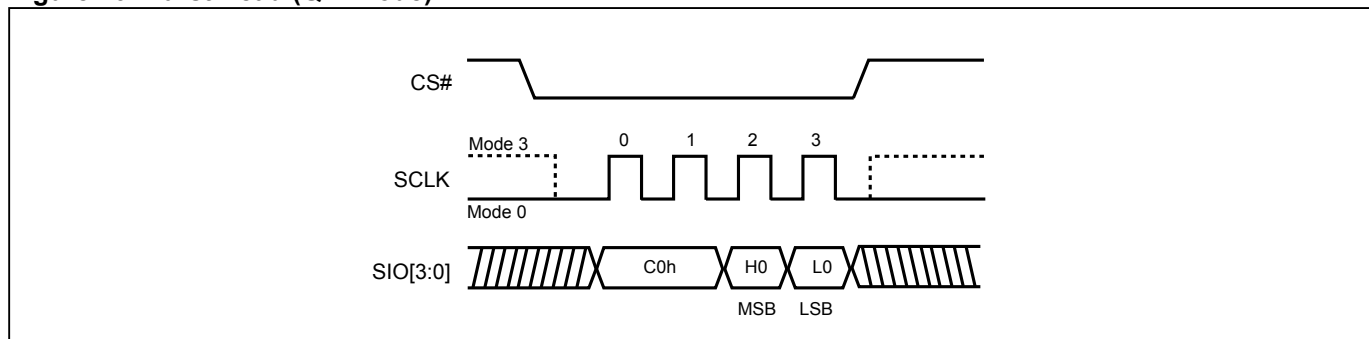 CS#
Mode 3
0 1 2 3
SCLK
Mode 0
SIO[3:0]
C0h H0 L0
MSB LSB